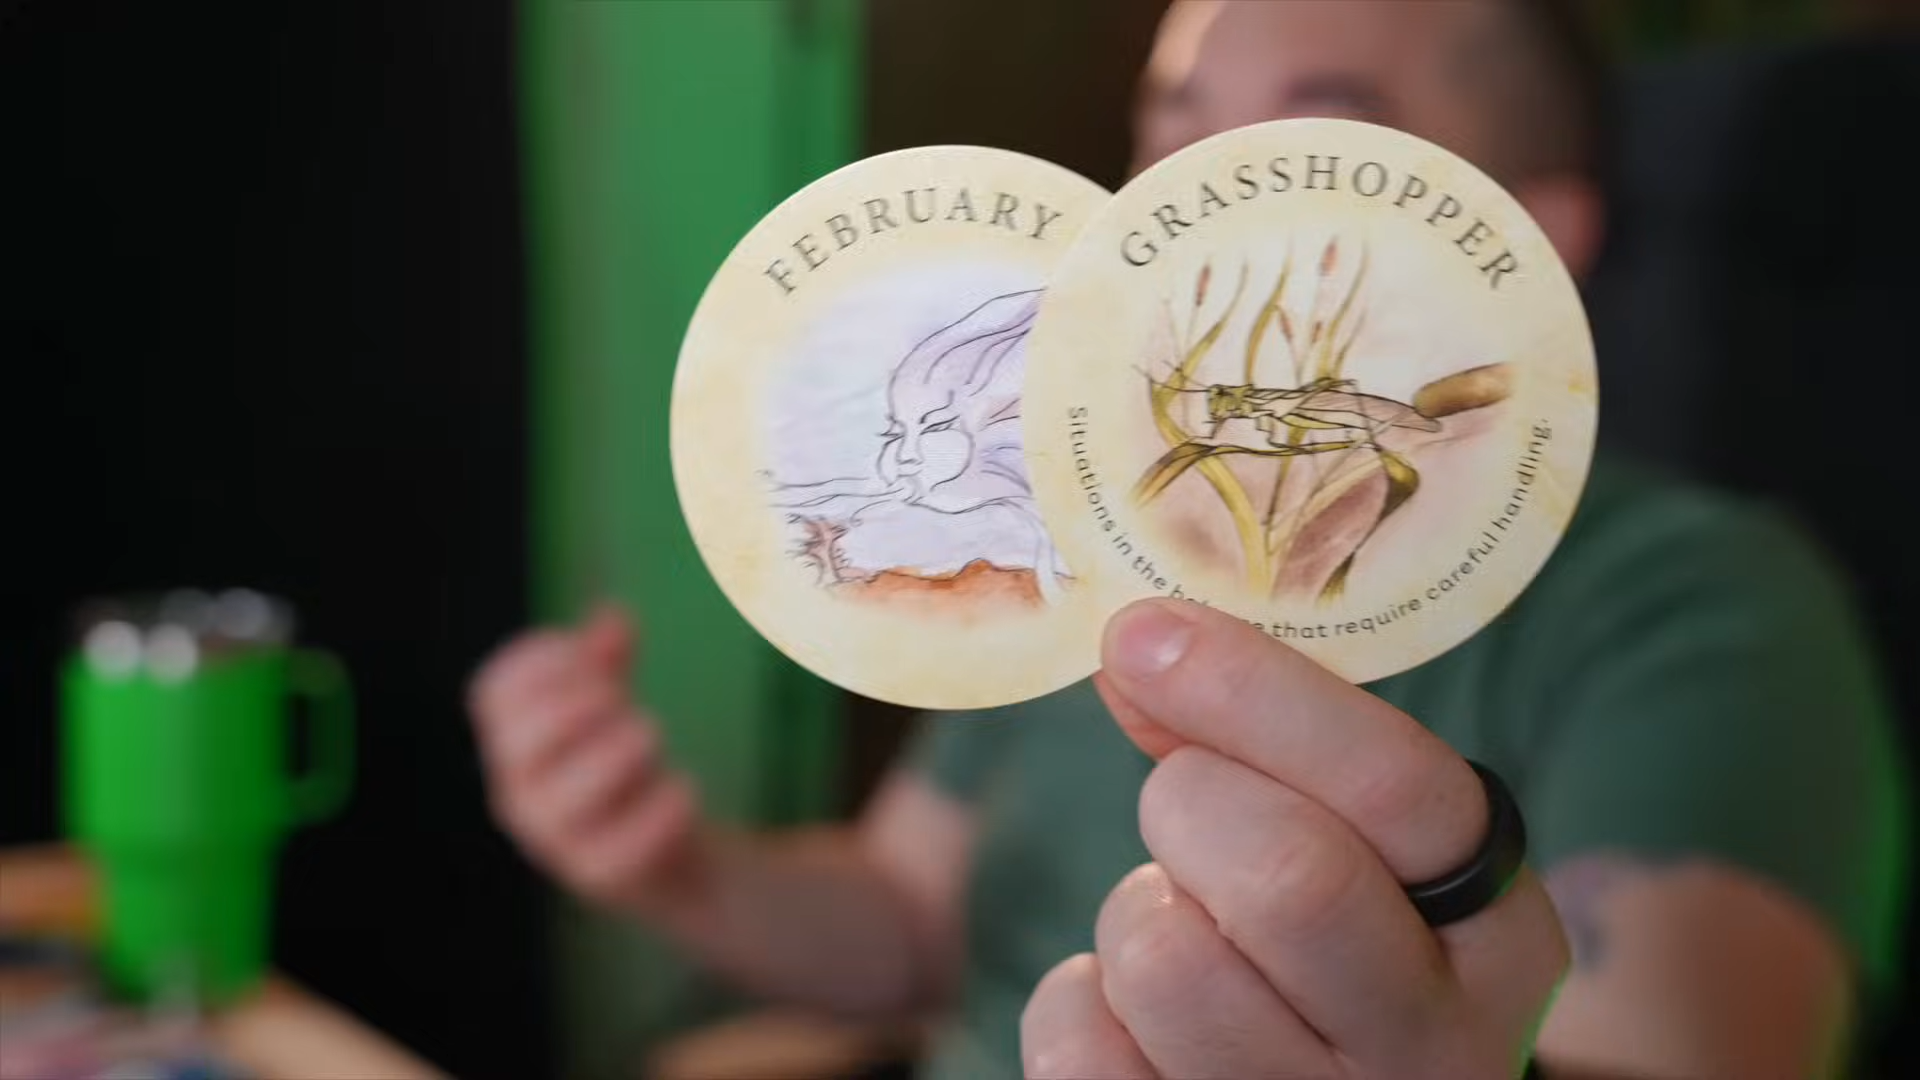 FEBRUARY
GRASSHOPPER
Situations in the that require careful handling.